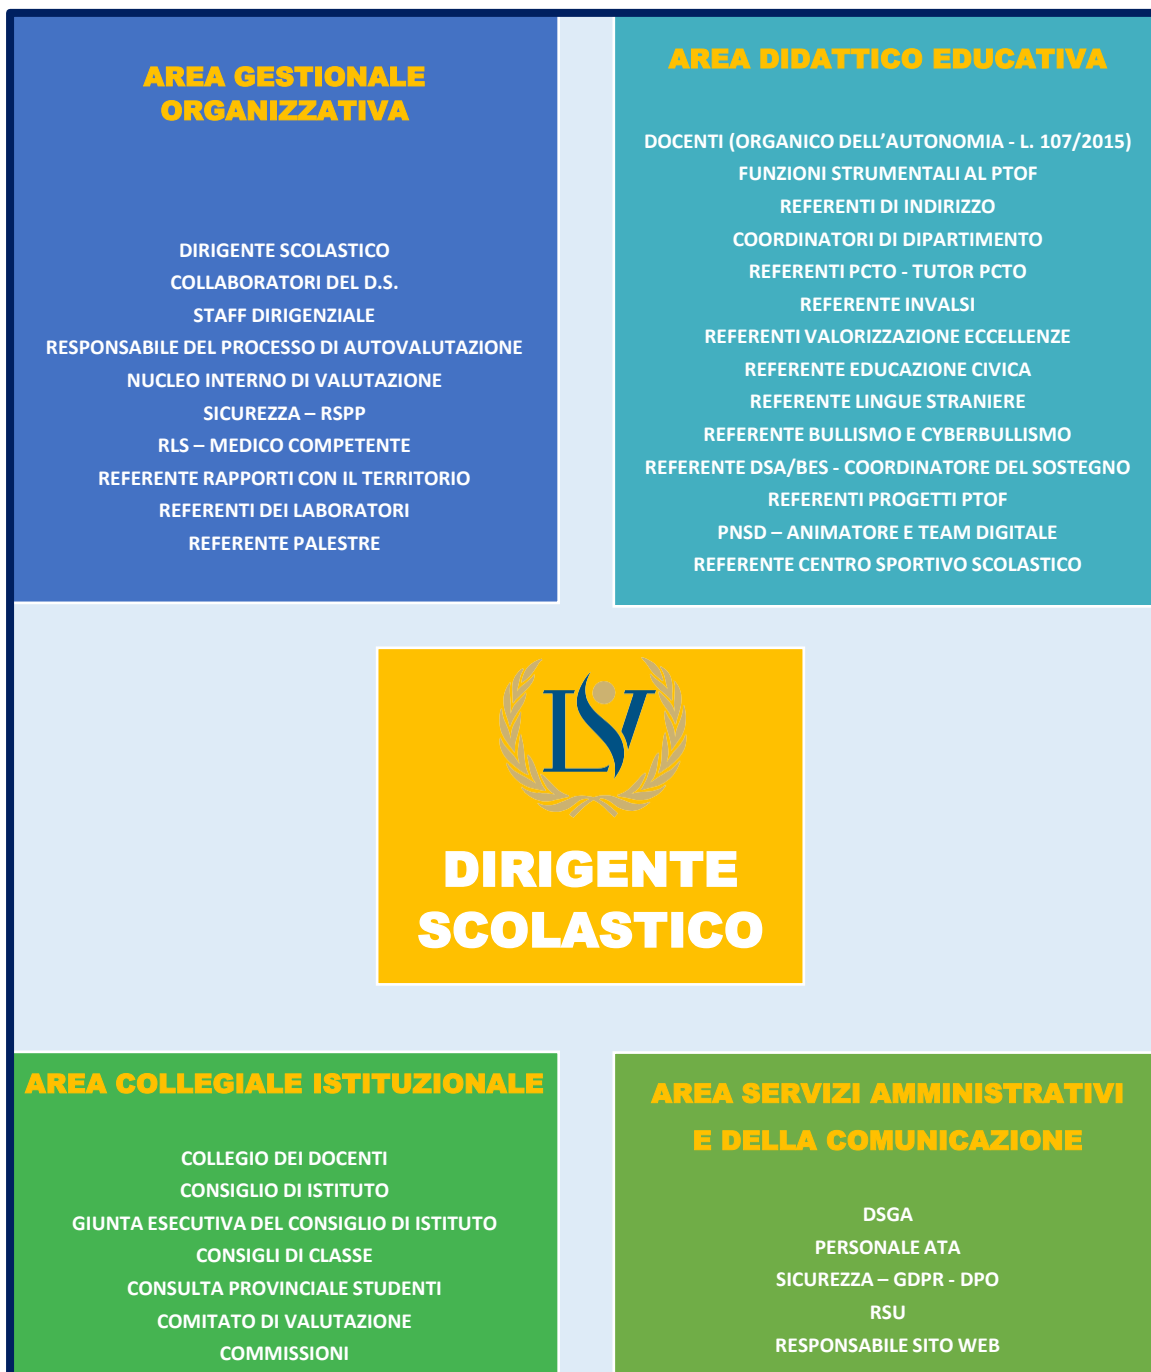 AREA GESTIONALE
ORGANIZZATIVA
DIRIGENTE SCOLASTICO
COLLABORATORI DEL D.S.
STAFF DIRIGENZIALE
RESPONSABILE DEL PROCESSO DI AUTOVALUTAZIONE
NUCLEO INTERNO DI VALUTAZIONE
SICUREZZA – RSPP
RLS – MEDICO COMPETENTE
REFERENTE RAPPORTI CON IL TERRITORIO
REFERENTI DEI LABORATORI
REFERENTE PALESTRE
AREA DIDATTICO EDUCATIVA
DOCENTI (ORGANICO DELL’AUTONOMIA - L. 107/2015)
FUNZIONI STRUMENTALI AL PTOF
REFERENTI DI INDIRIZZO
COORDINATORI DI DIPARTIMENTO
REFERENTI PCTO - TUTOR PCTO
REFERENTE INVALSI
REFERENTI VALORIZZAZIONE ECCELLENZE
REFERENTE EDUCAZIONE CIVICA
REFERENTE LINGUE STRANIERE
REFERENTE BULLISMO E CYBERBULLISMO
REFERENTE DSA/BES - COORDINATORE DEL SOSTEGNO
REFERENTI PROGETTI PTOF
PNSD – ANIMATORE E TEAM DIGITALE
REFERENTE CENTRO SPORTIVO SCOLASTICO
LSV
DIRIGENTE
SCOLASTICO
AREA COLLEGIALE ISTITUZIONALE
COLLEGIO DEI DOCENTI
CONSIGLIO DI ISTITUTO
GIUNTA ESECUTIVA DEL CONSIGLIO DI ISTITUTO
CONSIGLI DI CLASSE
CONSULTA PROVINCIALE STUDENTI
COMITATO DI VALUTAZIONE
COMMISSIONI
AREA SERVIZI AMMINISTRATIVI
E DELLA COMUNICAZIONE
DSGA
PERSONALE ATA
SICUREZZA – GDPR - DPO
RSU
RESPONSABILE SITO WEB